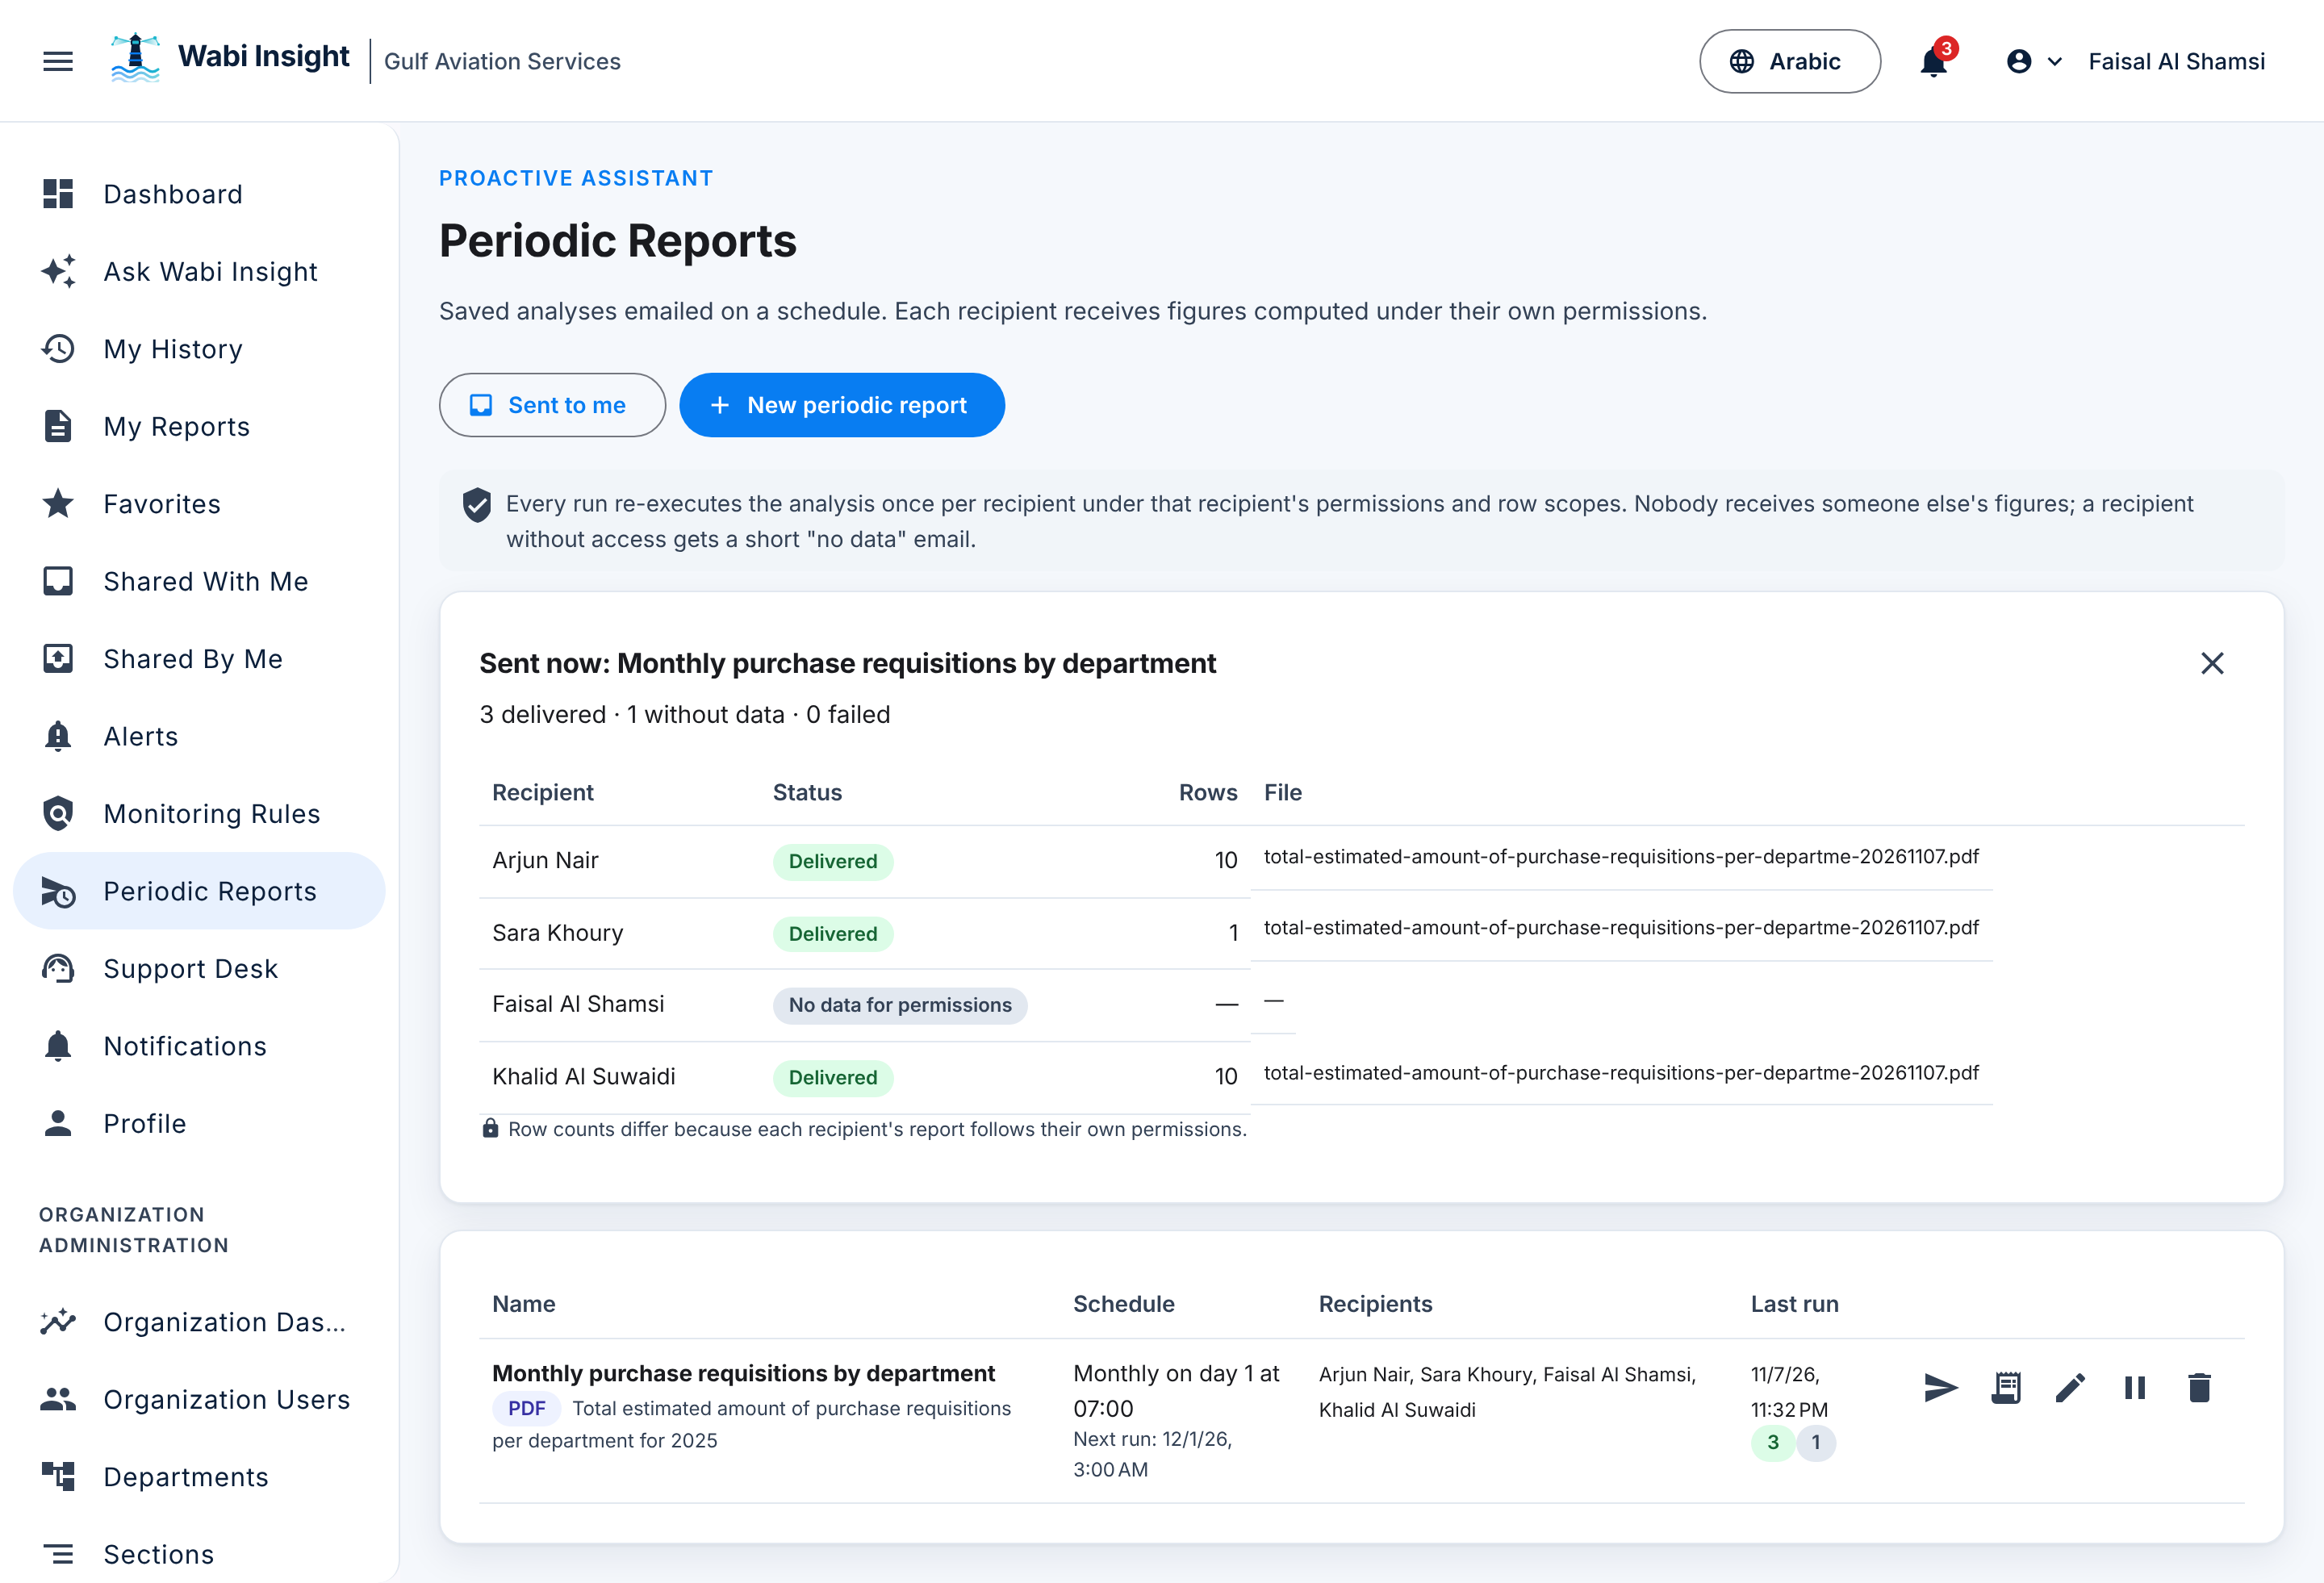 Wabi Insight
Gulf Aviation Services
Arabic
3
Faisal Al Shamsi
Dashboard
Ask Wabi Insight
My History
My Reports
Favorites
Shared With Me
Shared By Me
Alerts
Monitoring Rules
Periodic Reports
Support Desk
Notifications
Profile
ORGANIZATION
ADMINISTRATION
Organization Das...
Organization Users
Departments
Sections
PROACTIVE ASSISTANT
Periodic Reports
Saved analyses emailed on a schedule. Each recipient receives figures computed under their own permissions.
Sent to me
New periodic report
Every run re-executes the analysis once per recipient under that recipient's permissions and row scopes. Nobody receives someone else's figures; a recipient
without access gets a short "no data" email.
Sent now: Monthly purchase requisitions by department
3 delivered · 1 without data · 0 failed
Recipient Status Rows File
Arjun Nair Delivered 10 total-estimated-amount-of-purchase-requisitions-per-departme-20261107.pdf
Sara Khoury Delivered 1 total-estimated-amount-of-purchase-requisitions-per-departme-20261107.pdf
Faisal Al Shamsi No data for permissions — —
Khalid Al Suwaidi Delivered 10 total-estimated-amount-of-purchase-requisitions-per-departme-20261107.pdf
Row counts differ because each recipient's report follows their own permissions.
Name Schedule Recipients Last run
Monthly purchase requisitions by department
PDF Total estimated amount of purchase requisitions
per department for 2025
Monthly on day 1 at
07:00
Next run: 12/1/26,
3:00 AM
Arjun Nair, Sara Khoury, Faisal Al Shamsi,
Khalid Al Suwaidi
11/7/26,
11:32 PM
3 1